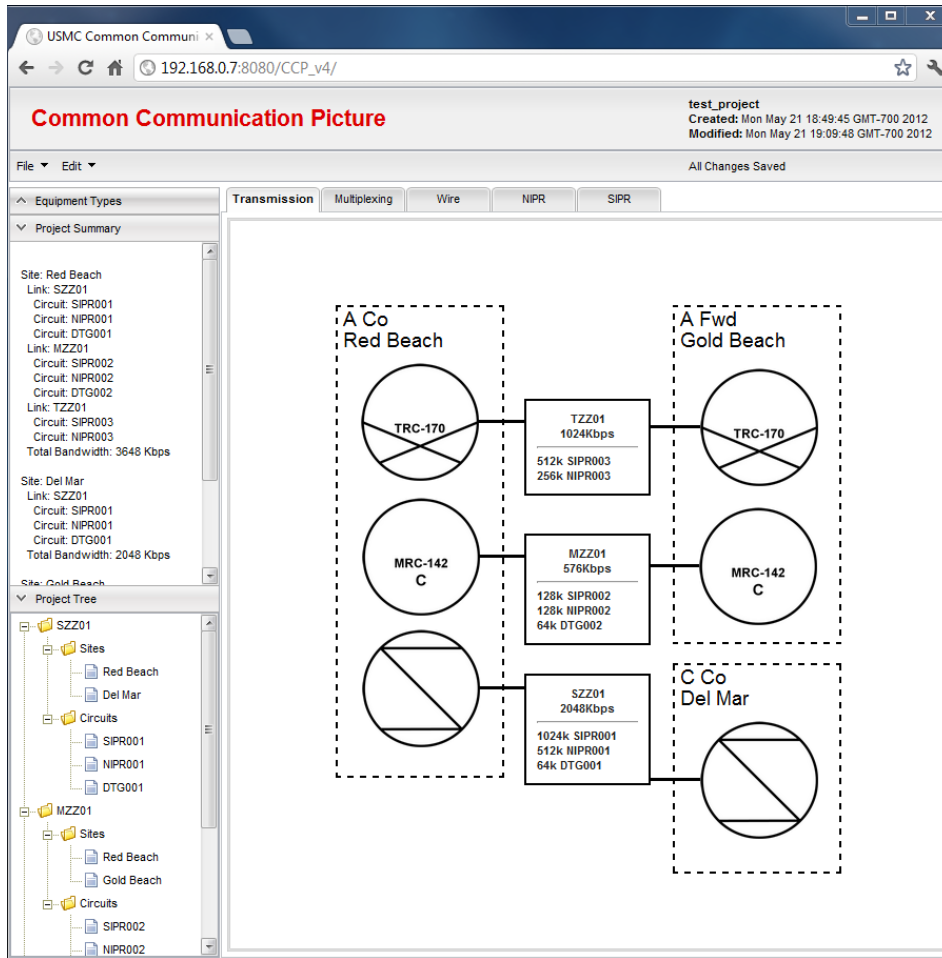 USMC Common Communi ×
192.168.0.7:8080/CCP_v4/
Common Communication Picture
test_project
Created: Mon May 21 18:49:45 GMT-700 2012
Modified: Mon May 21 19:09:48 GMT-700 2012
File Edit
All Changes Saved
Equipment Types
Project Summary
Site: Red Beach
Link: SZZ01
Circuit: SIPR001
Circuit: NIPR001
Circuit: DTG001
Link: MZZ01
Circuit: SIPR002
Circuit: NIPR002
Circuit: DTG002
Link: TZZ01
Circuit: SIPR003
Circuit: NIPR003
Total Bandwidth: 3648 Kbps
Site: Del Mar
Link: SZZ01
Circuit: SIPR001
Circuit: NIPR001
Circuit: DTG001
Total Bandwidth: 2048 Kbps
Site: Gold Beach
Project Tree
SZZ01
Sites
Red Beach
Del Mar
Circuits
SIPR001
NIPR001
DTG001
MZZ01
Sites
Red Beach
Gold Beach
Circuits
SIPR002
NIPR002
Transmission Multiplexing Wire NIPR SIPR
A Co
Red Beach
TRC-170
MRC-142
C
TZZ01
1024Kbps
512k SIPR003
256k NIPR003
MZZ01
576Kbps
128k SIPR002
128k NIPR002
64k DTG002
SZZ01
2048Kbps
1024k SIPR001
512k NIPR001
64k DTG001
A Fwd
Gold Beach
TRC-170
MRC-142
C
C Co
Del Mar